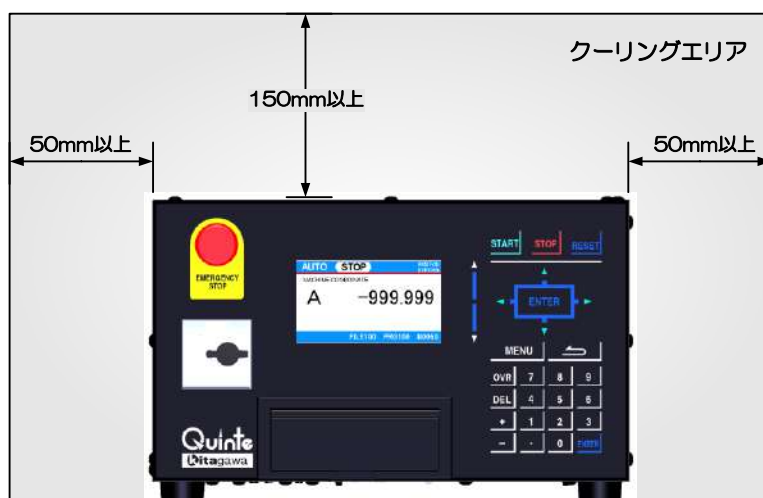 クーリングエリア
150mm以上
50mm以上
50mm以上
EMERGENCY
STOP
AUTO STOP
MACHINE COORDINATE
A -999.999
START STOP RESET
ENTER
MENU
OVR 7 8 9
DEL 4 5 6
+ 1 2 3
- . 0 ENTER
Quinte
Kitagawa